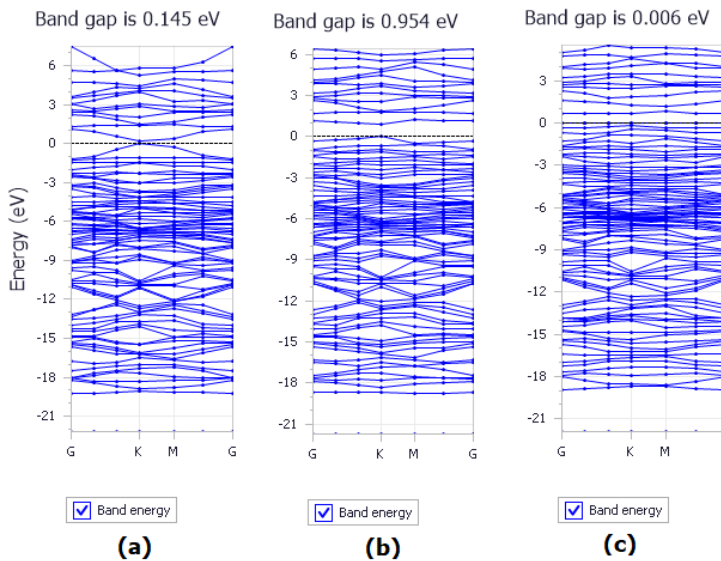 Band gap is 0.145 eV
Band gap is 0.954 eV
Band gap is 0.006 eV
Energy (eV)
6
3
0
-3
-6
-9
-12
-15
-18
-21
G
K
M
G
6
3
0
-3
-6
-9
-12
-15
-18
-21
G
K
M
G
3
0
-3
-6
-9
-12
-15
-18
-21
G
K
M
Band energy
Band energy
Band energy
(a)
(b)
(c)